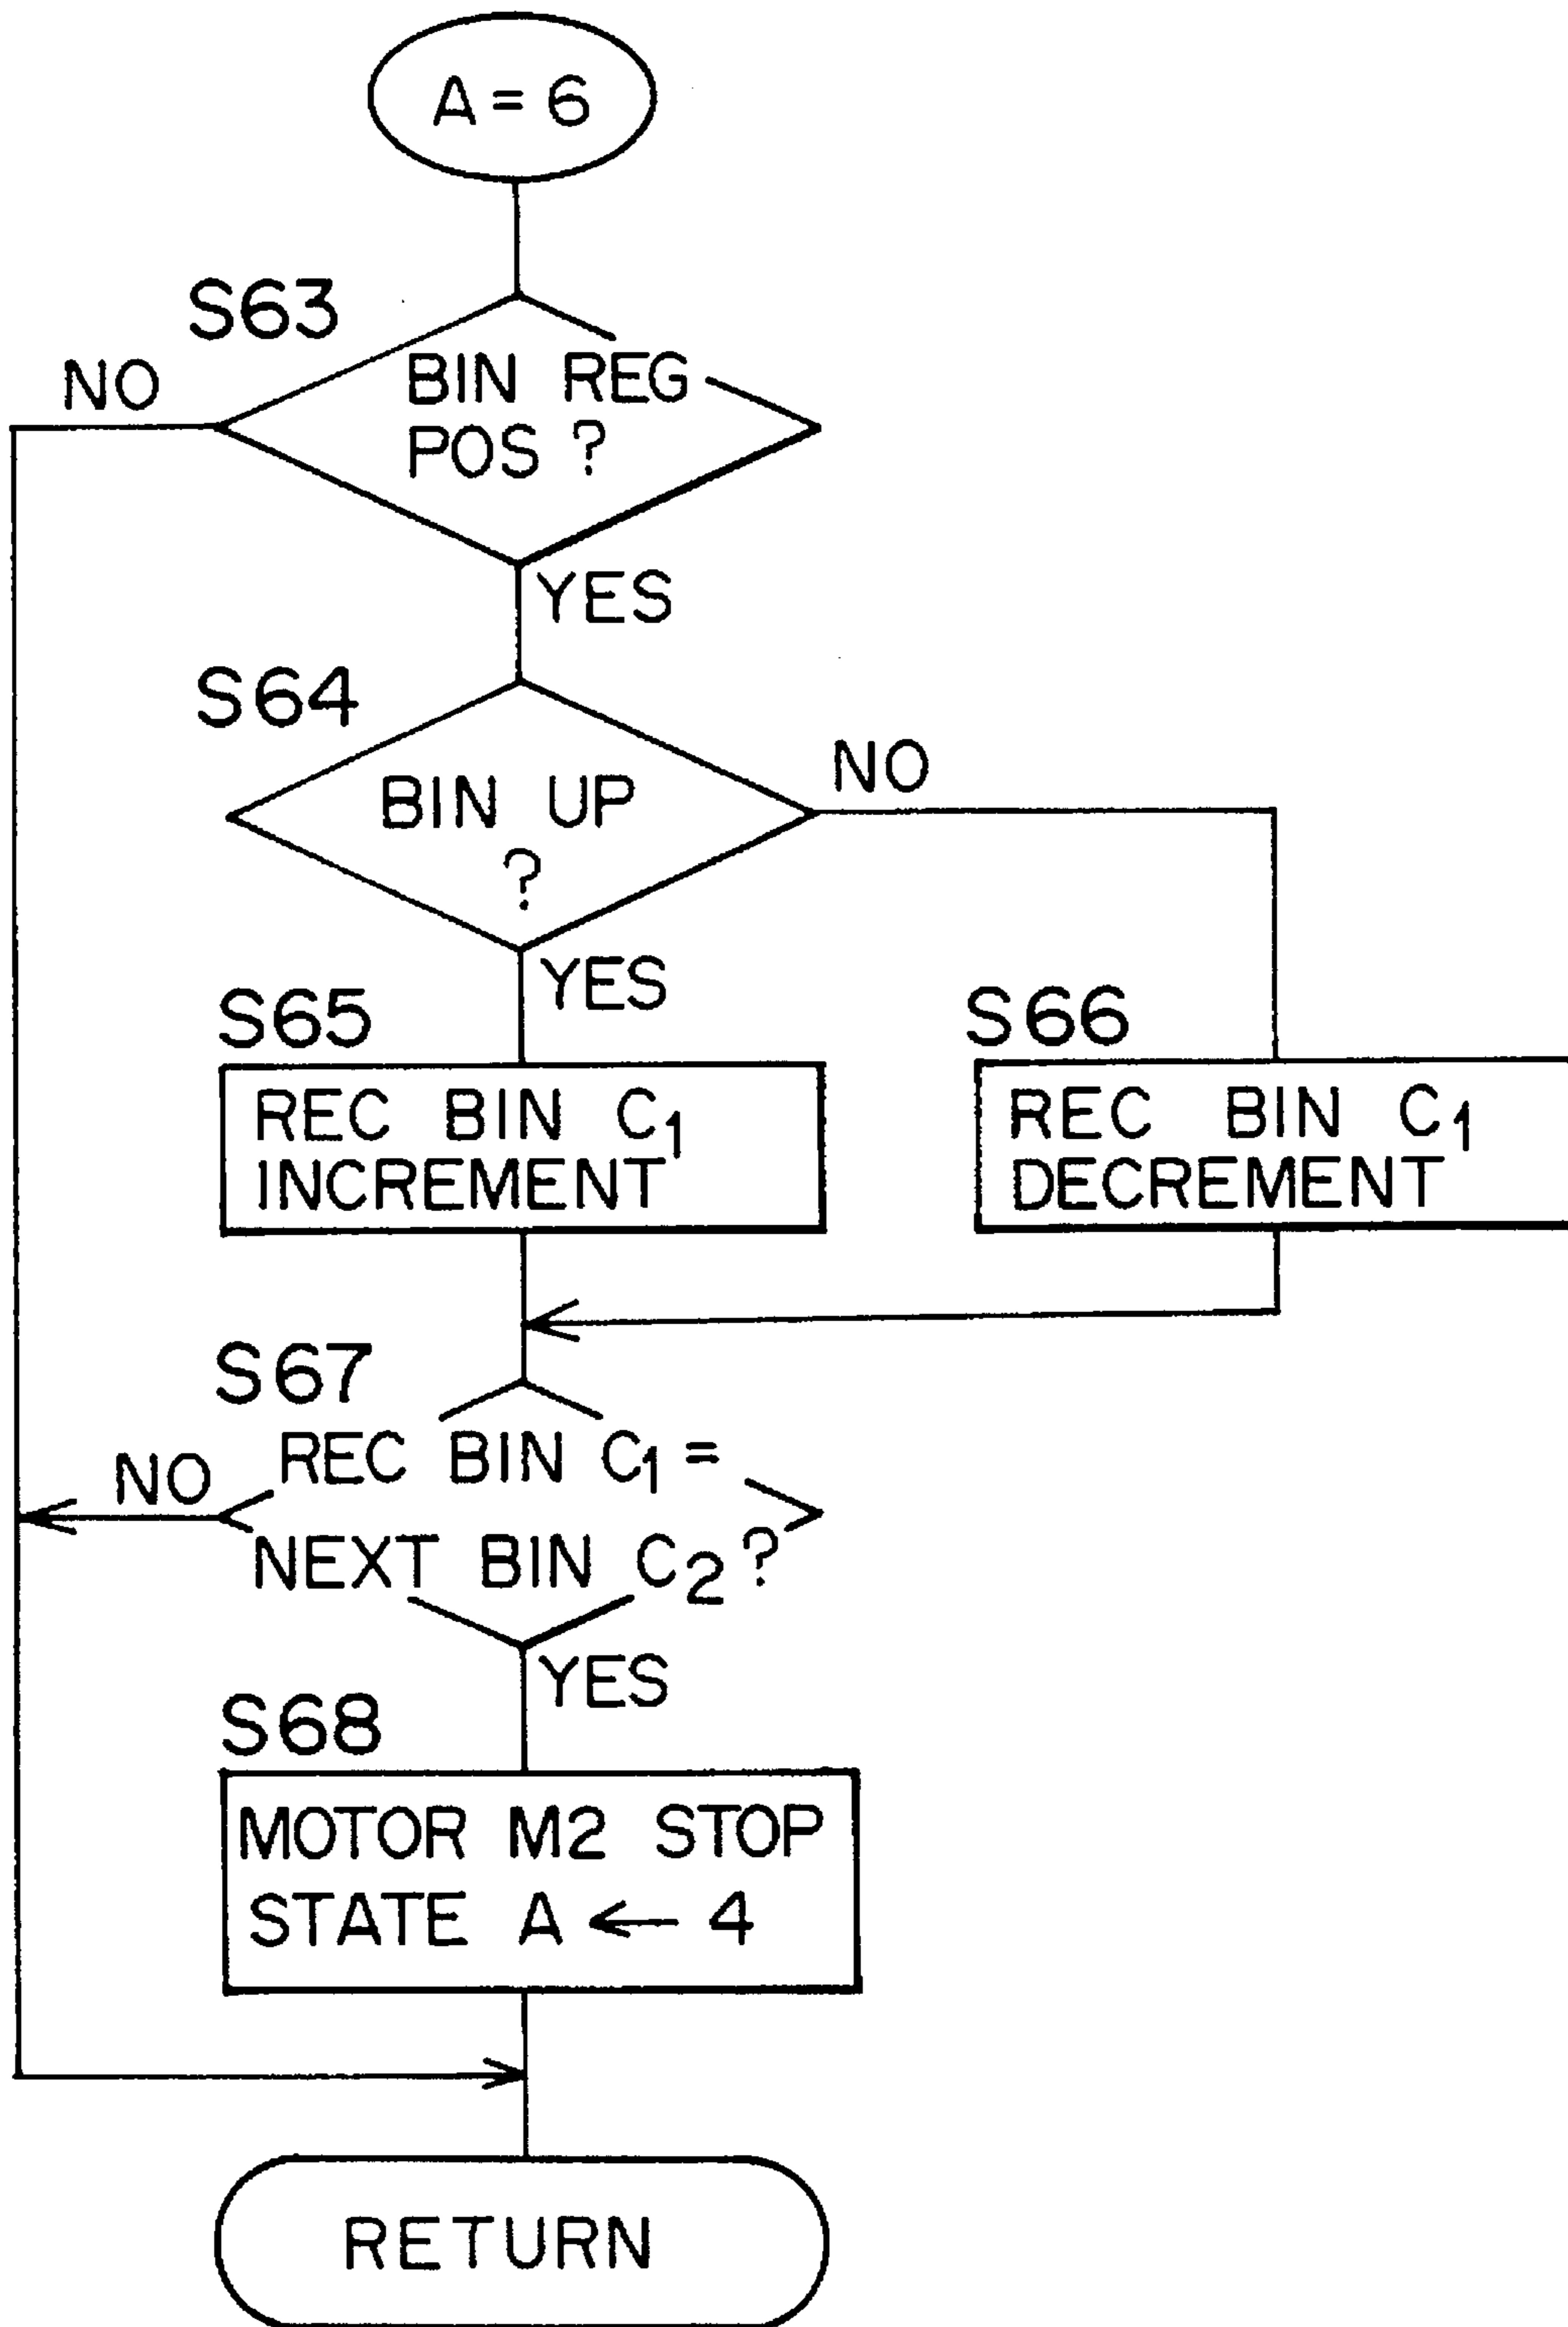 A = 6
S63
NO
BIN REG
POS ?
YES
S64
NO
BIN UP
?
YES
S65
S66
REC BIN C1
INCREMENT
REC BIN C1
DECREMENT
S67
NO
REC BIN C1 =
NEXT BIN C2 ?
YES
S68
MOTOR M2 STOP
STATE A ← 4
RETURN